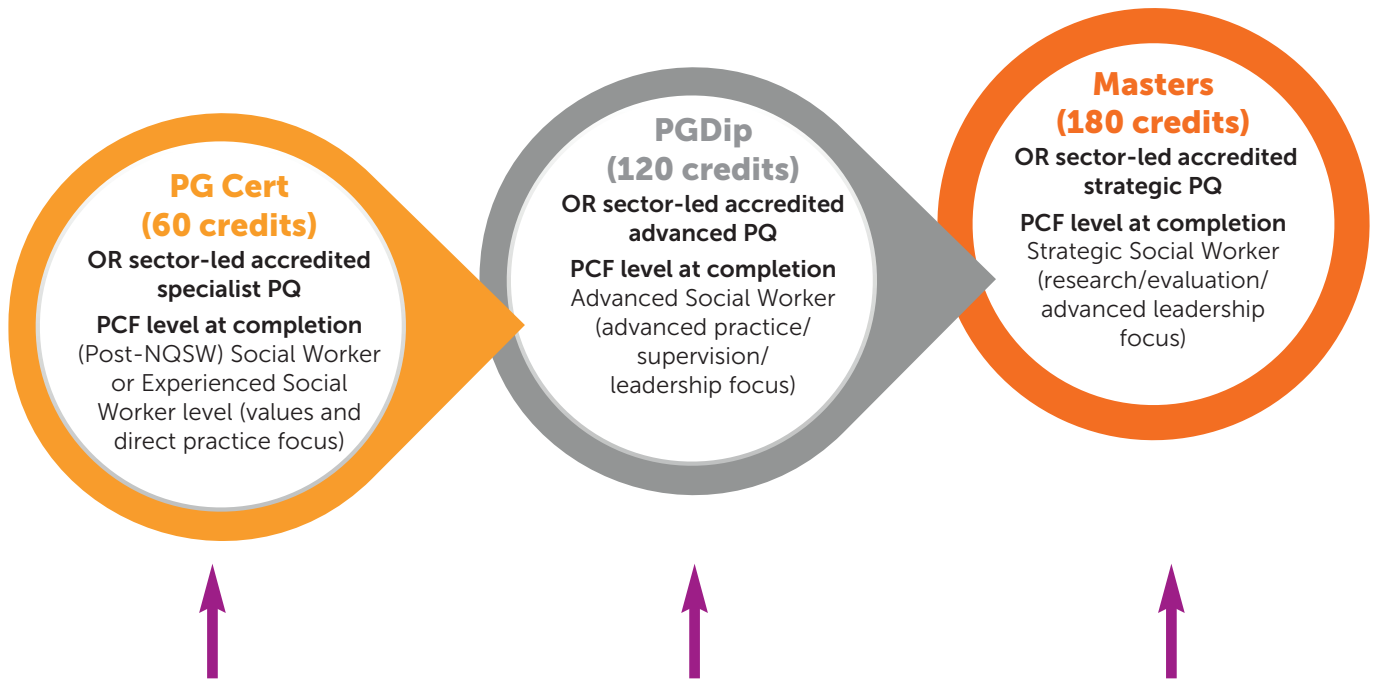 PG Cert
(60 credits)
OR sector-led accredited
specialist PQ
PCF level at completion
(Post-NQSW) Social Worker
or Experienced Social
Worker level (values and
direct practice focus)
PGDip
(120 credits)
OR sector-led accredited
advanced PQ
PCF level at completion
Advanced Social Worker
(advanced practice/
supervision/
leadership focus)
Masters
(180 credits)
OR sector-led accredited
strategic PQ
PCF level at completion
Strategic Social Worker
(research/evaluation/
advanced leadership
focus)